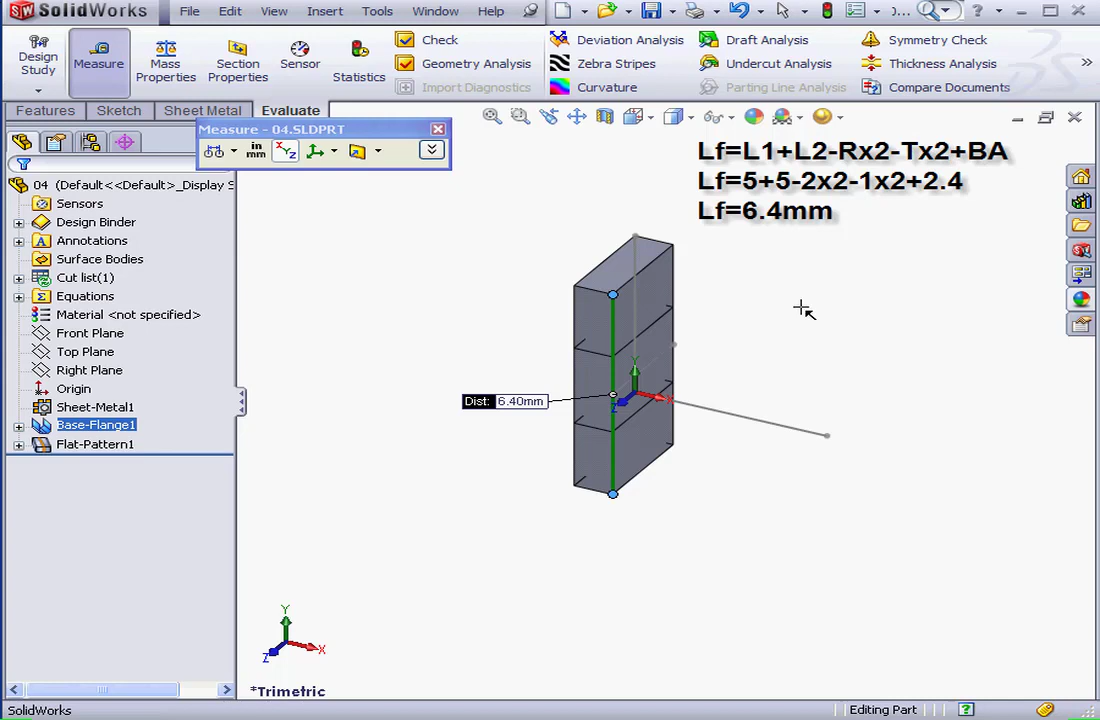 SolidWorks File Edit View Insert Tools Window Help
Design Study
Measure
Mass Properties
Section Properties
Sensor
Statistics
Check
Geometry Analysis
Import Diagnostics
Deviation Analysis
Zebra Stripes
Curvature
Draft Analysis
Undercut Analysis
Parting Line Analysis
Symmetry Check
Thickness Analysis
Compare Documents
Features Sketch Sheet Metal Evaluate
Measure - 04.SLDPRT
in
mm
XYZ
Lf=L1+L2-Rx2-Tx2+BA
Lf=5+5-2x2-1x2+2.4
Lf=6.4mm
04 (Default<<Default>_Display S
Sensors
Design Binder
Annotations
Surface Bodies
Cut list(1)
Equations
Material <not specified>
Front Plane
Top Plane
Right Plane
Origin
Sheet-Metal1
Base-Flange1
Flat-Pattern1
Dist: 6.40mm
Y
X
Z
Y
X
Z
*Trimetric
SolidWorks Editing Part